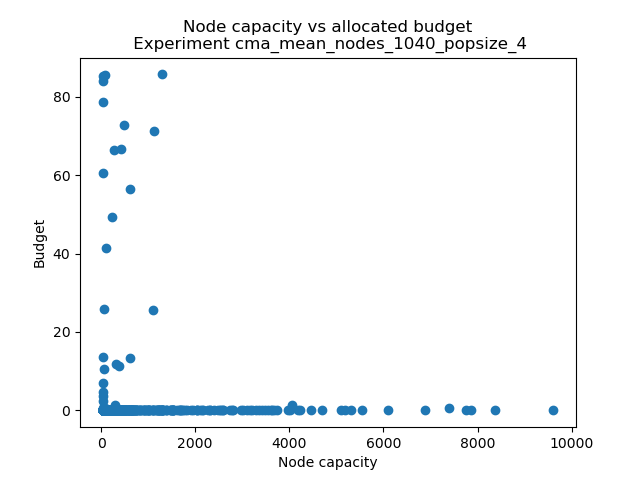 Node capacity vs allocated budget
Experiment cma_mean_nodes_1040_popsize_4
80
60
40
20
0
Budget
0 2000 4000 6000 8000 10000
Node capacity